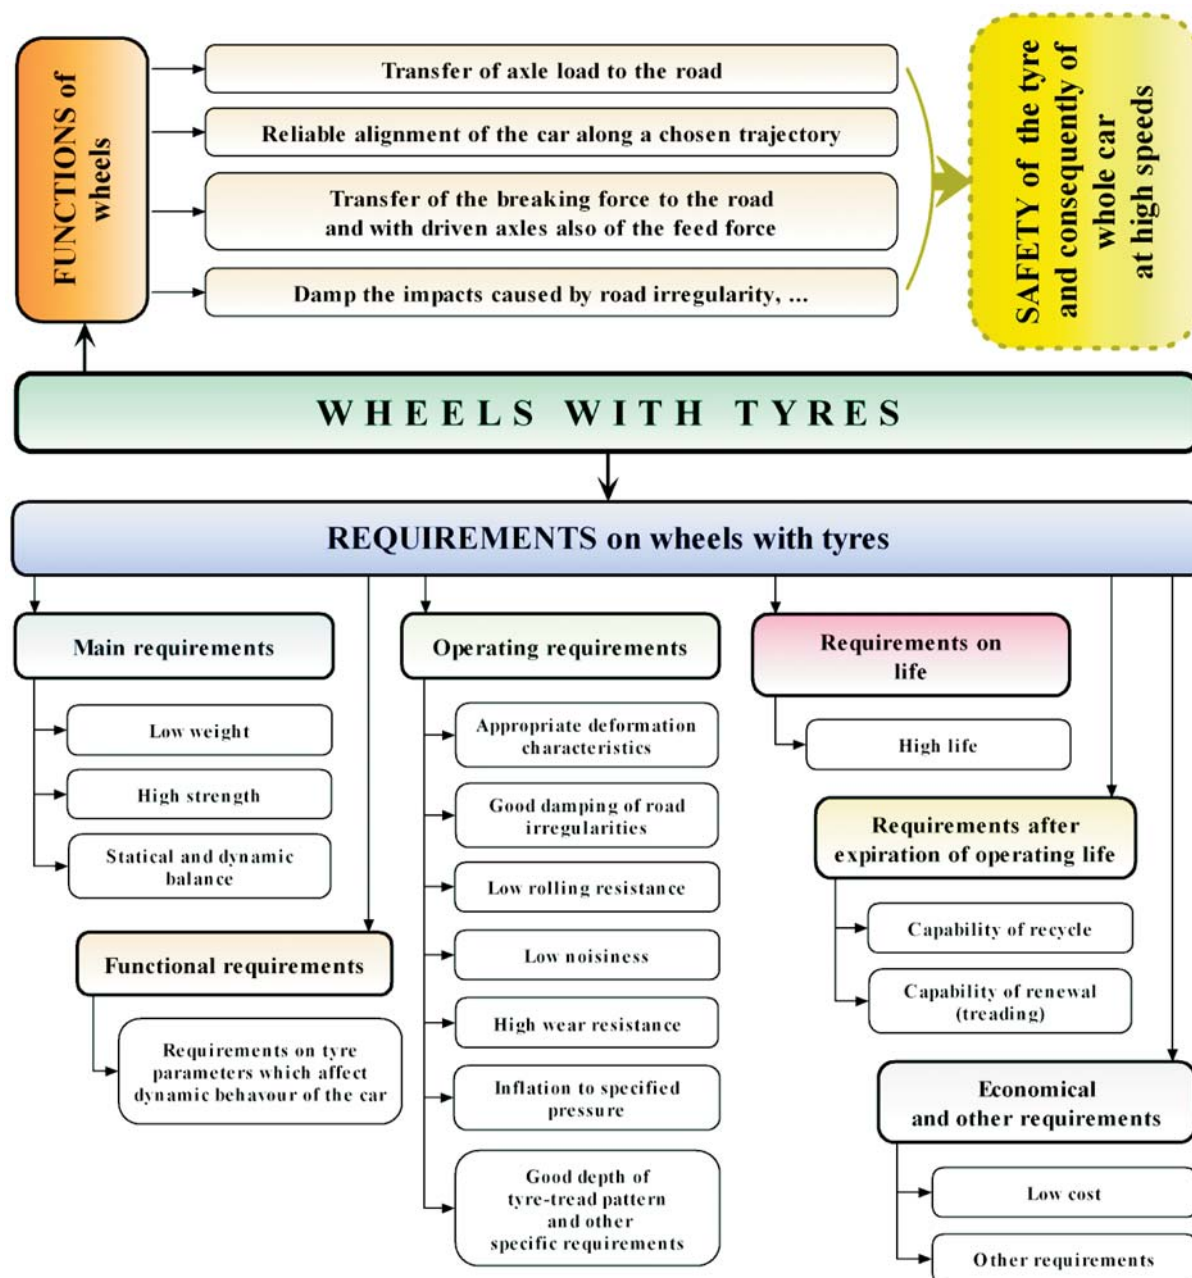 FUNCTIONS of
wheels
Transfer of axle load to the road
Reliable alignment of the car along a chosen trajectory
Transfer of the breaking force to the road
and with driven axles also of the feed force
Damp the impacts caused by road irregularity, ...
SAFETY of the tyre
and consequently of
whole car
at high speeds
WHEELS WITH TYRES
REQUIREMENTS on wheels with tyres
Main requirements
Low weight
High strength
Statical and dynamic
balance
Functional requirements
Requirements on tyre
parameters which affect
dynamic behavour of the car
Operating requirements
Appropriate deformation
characteristics
Good damping of road
irregularities
Low rolling resistance
Low noisiness
High wear resistance
Inflation to specified
pressure
Good depth of
tyre-tread pattern
and other
specific requirements
Requirements on
life
High life
Requirements after
expiration of operating life
Capability of recycle
Capability of renewal
(treading)
Economical
and other requirements
Low cost
Other requirements